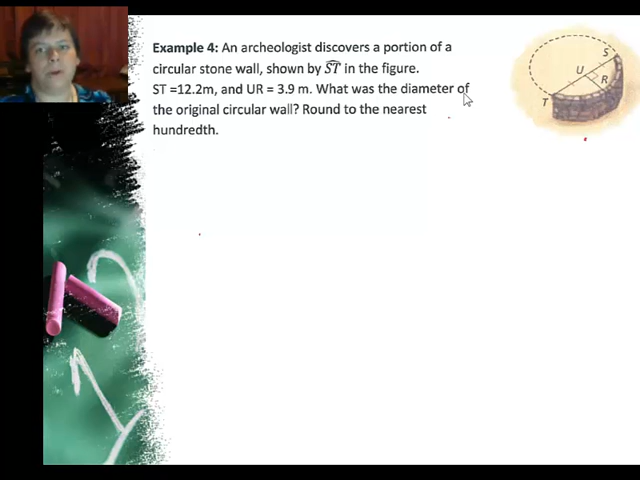 Example 4: An archeologist discovers a portion of a
circular stone wall, shown by S͡T in the figure.
ST =12.2m, and UR = 3.9 m. What was the diameter of
the original circular wall? Round to the nearest
hundredth.
S
U
R
T